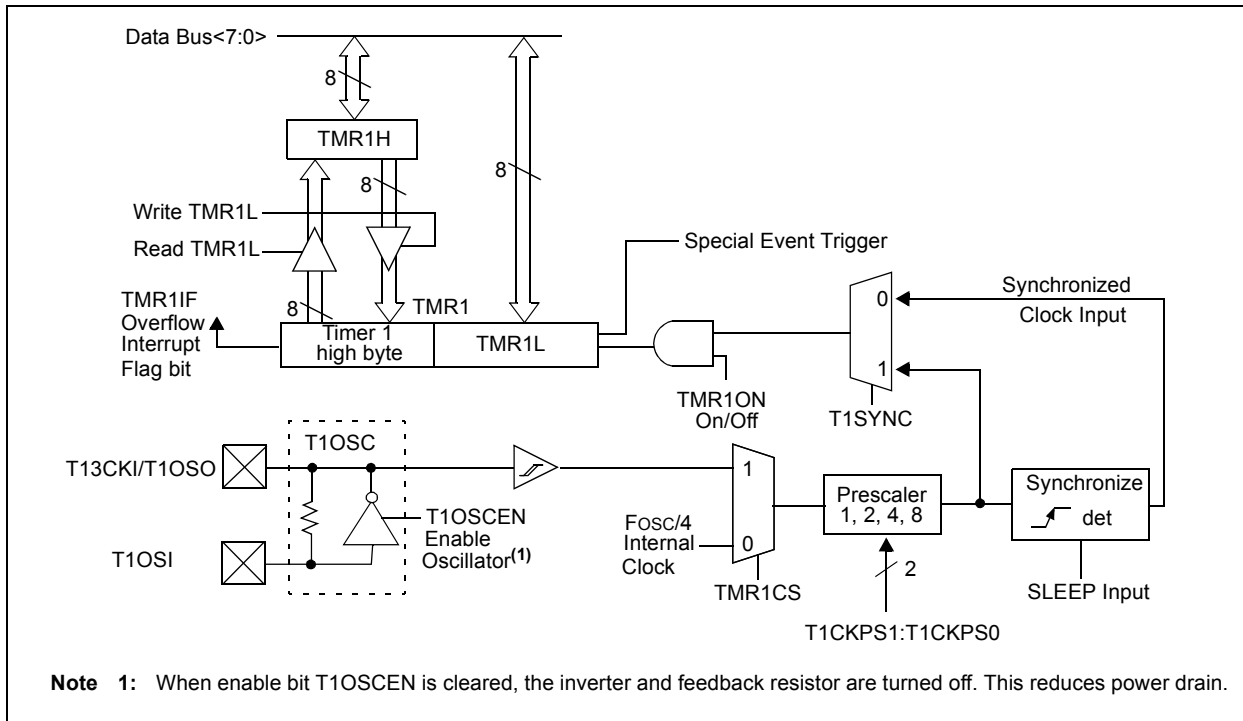 Data Bus<7:0>
8
TMR1H
8
8
Write TMR1L
Read TMR1L
Special Event Trigger
8
TMR1IF
Overflow
Interrupt
Flag bit
TMR1
Timer 1
high byte
TMR1L
TMR1ON
On/Off
0
1
T1SYNC
Synchronized
Clock Input
T1OSC
T13CKI/T1OSO
T1OSI
T1OSCEN
Enable
Oscillator(1)
FOSC/4
Internal
Clock
1
0
TMR1CS
Prescaler
1, 2, 4, 8
2
T1CKPS1:T1CKPS0
Synchronize
det
SLEEP Input
Note 1: When enable bit T1OSCEN is cleared, the inverter and feedback resistor are turned off. This reduces power drain.